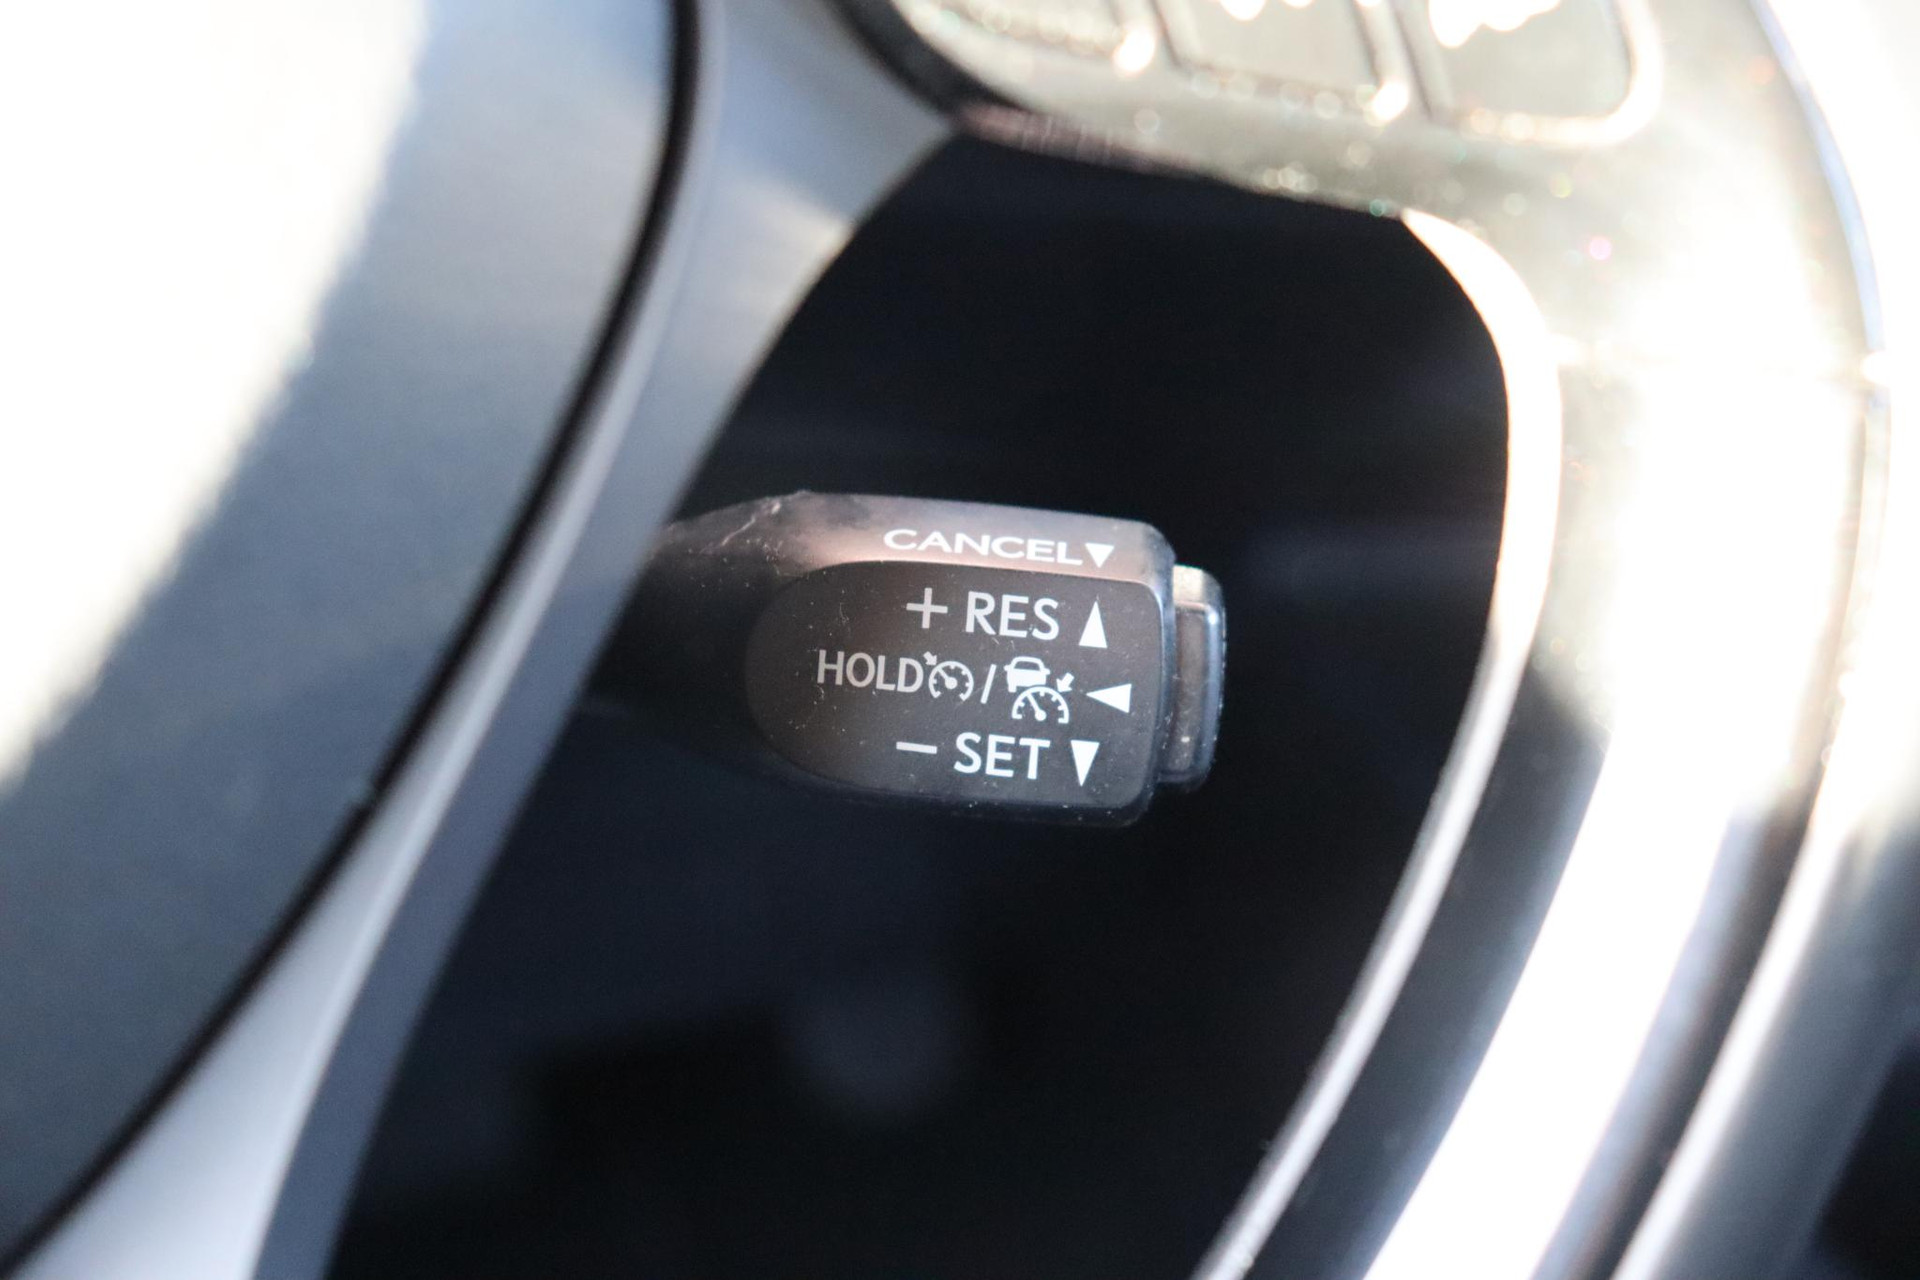 CANCEL▼
+ RES ▲
HOLD / ◀
− SET ▼